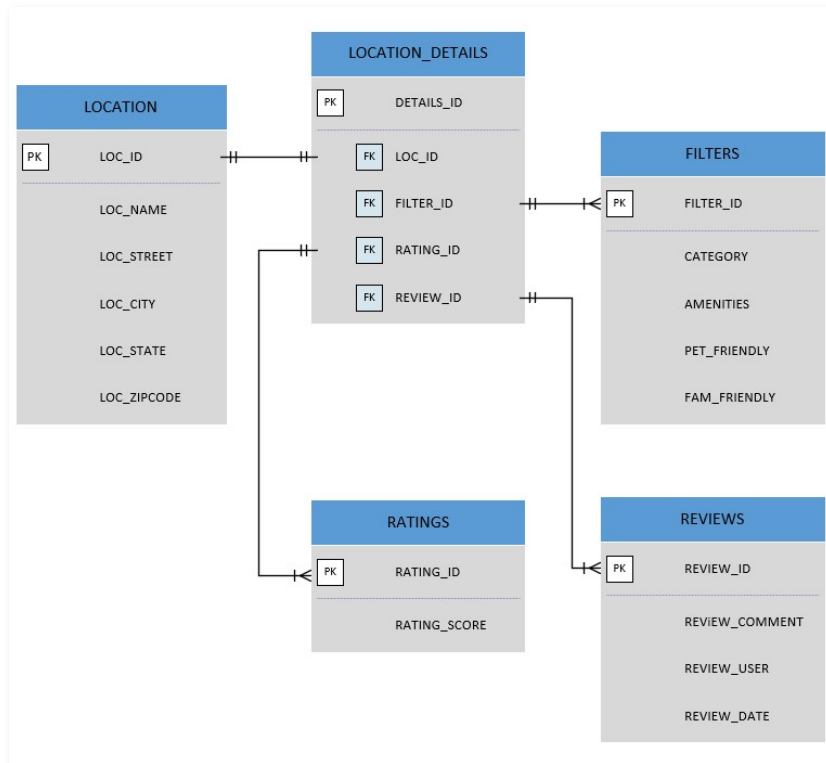 LOCATION
PK LOC_ID
LOC_NAME
LOC_STREET
LOC_CITY
LOC_STATE
LOC_ZIPCODE
LOCATION_DETAILS
PK DETAILS_ID
FK LOC_ID
FK FILTER_ID
FK RATING_ID
FK REVIEW_ID
FILTERS
PK FILTER_ID
CATEGORY
AMENITIES
PET_FRIENDLY
FAM_FRIENDLY
RATINGS
PK RATING_ID
RATING_SCORE
REVIEWS
PK REVIEW_ID
REViEW_COMMENT
REVIEW_USER
REVIEW_DATE